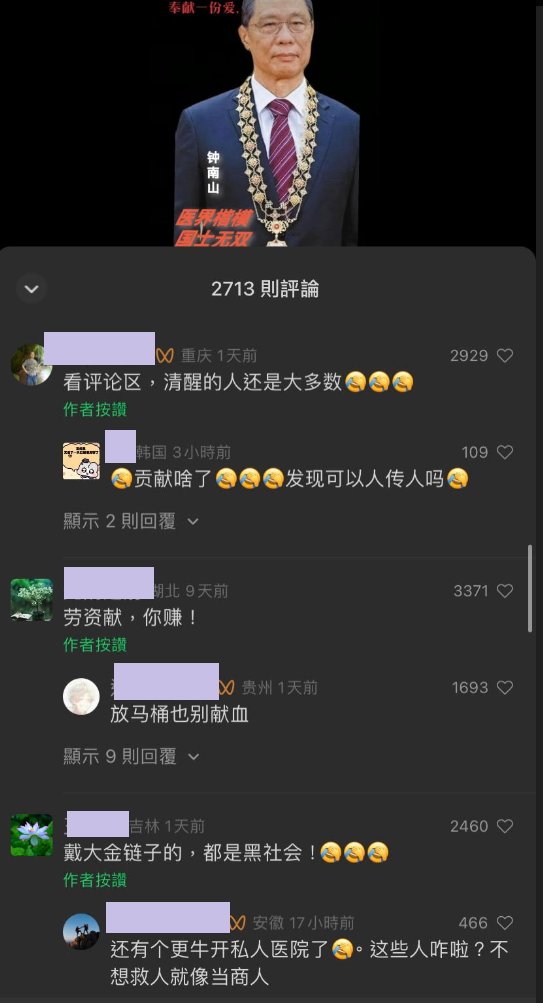 奉献一份爱.
钟南山
医界楷模
国士无双
2713 則評論
重庆 1天前
2929
看评论区，清醒的人还是大多数🤣🤣🤣
作者按讚
韩国 3小時前
109
🤣贡献啥了🤣🤣🤣发现可以人传人吗🤣
顯示 2 則回覆
湖北 9天前
3371
劳资献，你赚！
作者按讚
贵州 1天前
1693
放马桶也别献血
顯示 9 則回覆
吉林 1天前
2460
戴大金链子的，都是黑社会！🤣🤣🤣
作者按讚
安徽 17小時前
466
还有个更牛开私人医院了🤣。这些人咋啦？不
想救人就像当商人